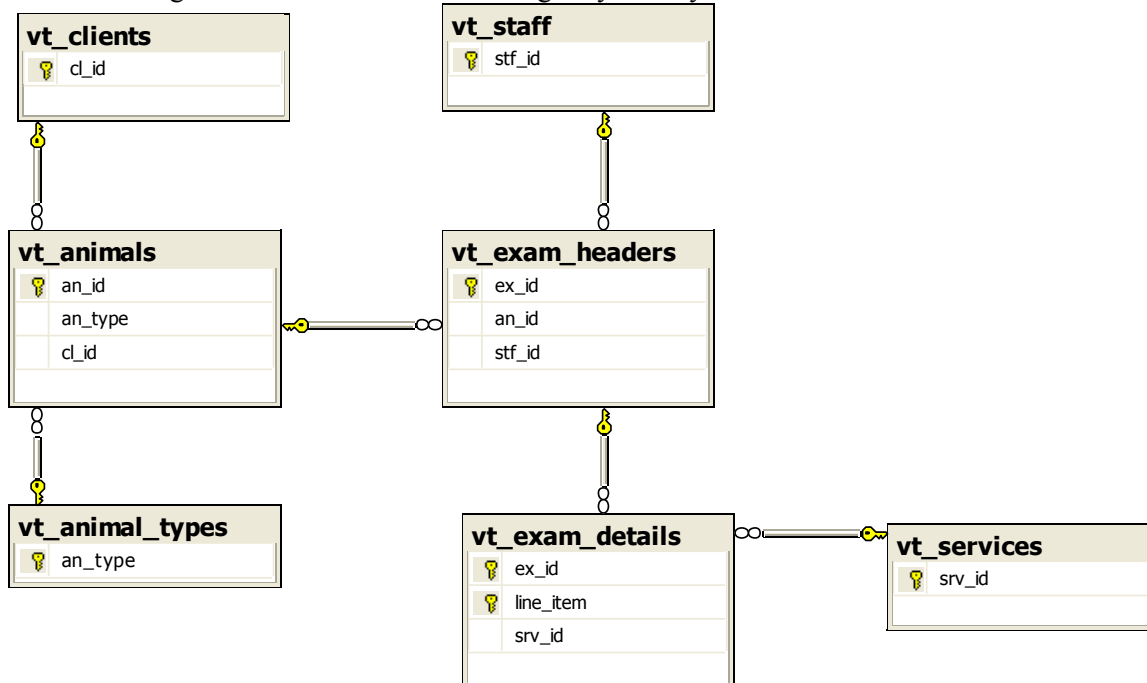 vt_clients
cl_id
vt_staff
stf_id
vt_animals
an_id
an_type
cl_id
vt_exam_headers
ex_id
an_id
stf_id
vt_animal_types
an_type
vt_exam_details
ex_id
line_item
srv_id
vt_services
srv_id